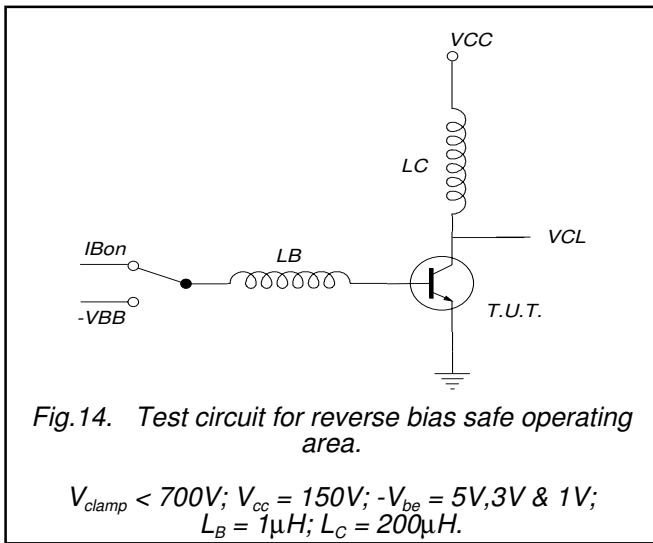 VCC
LC
IBon
LB
VCL
-VBB
T.U.T.
Fig.14. Test circuit for reverse bias safe operating
area.
Vclamp < 700V; Vcc = 150V; -Vbe = 5V,3V & 1V;
LB = 1μH; LC = 200μH.